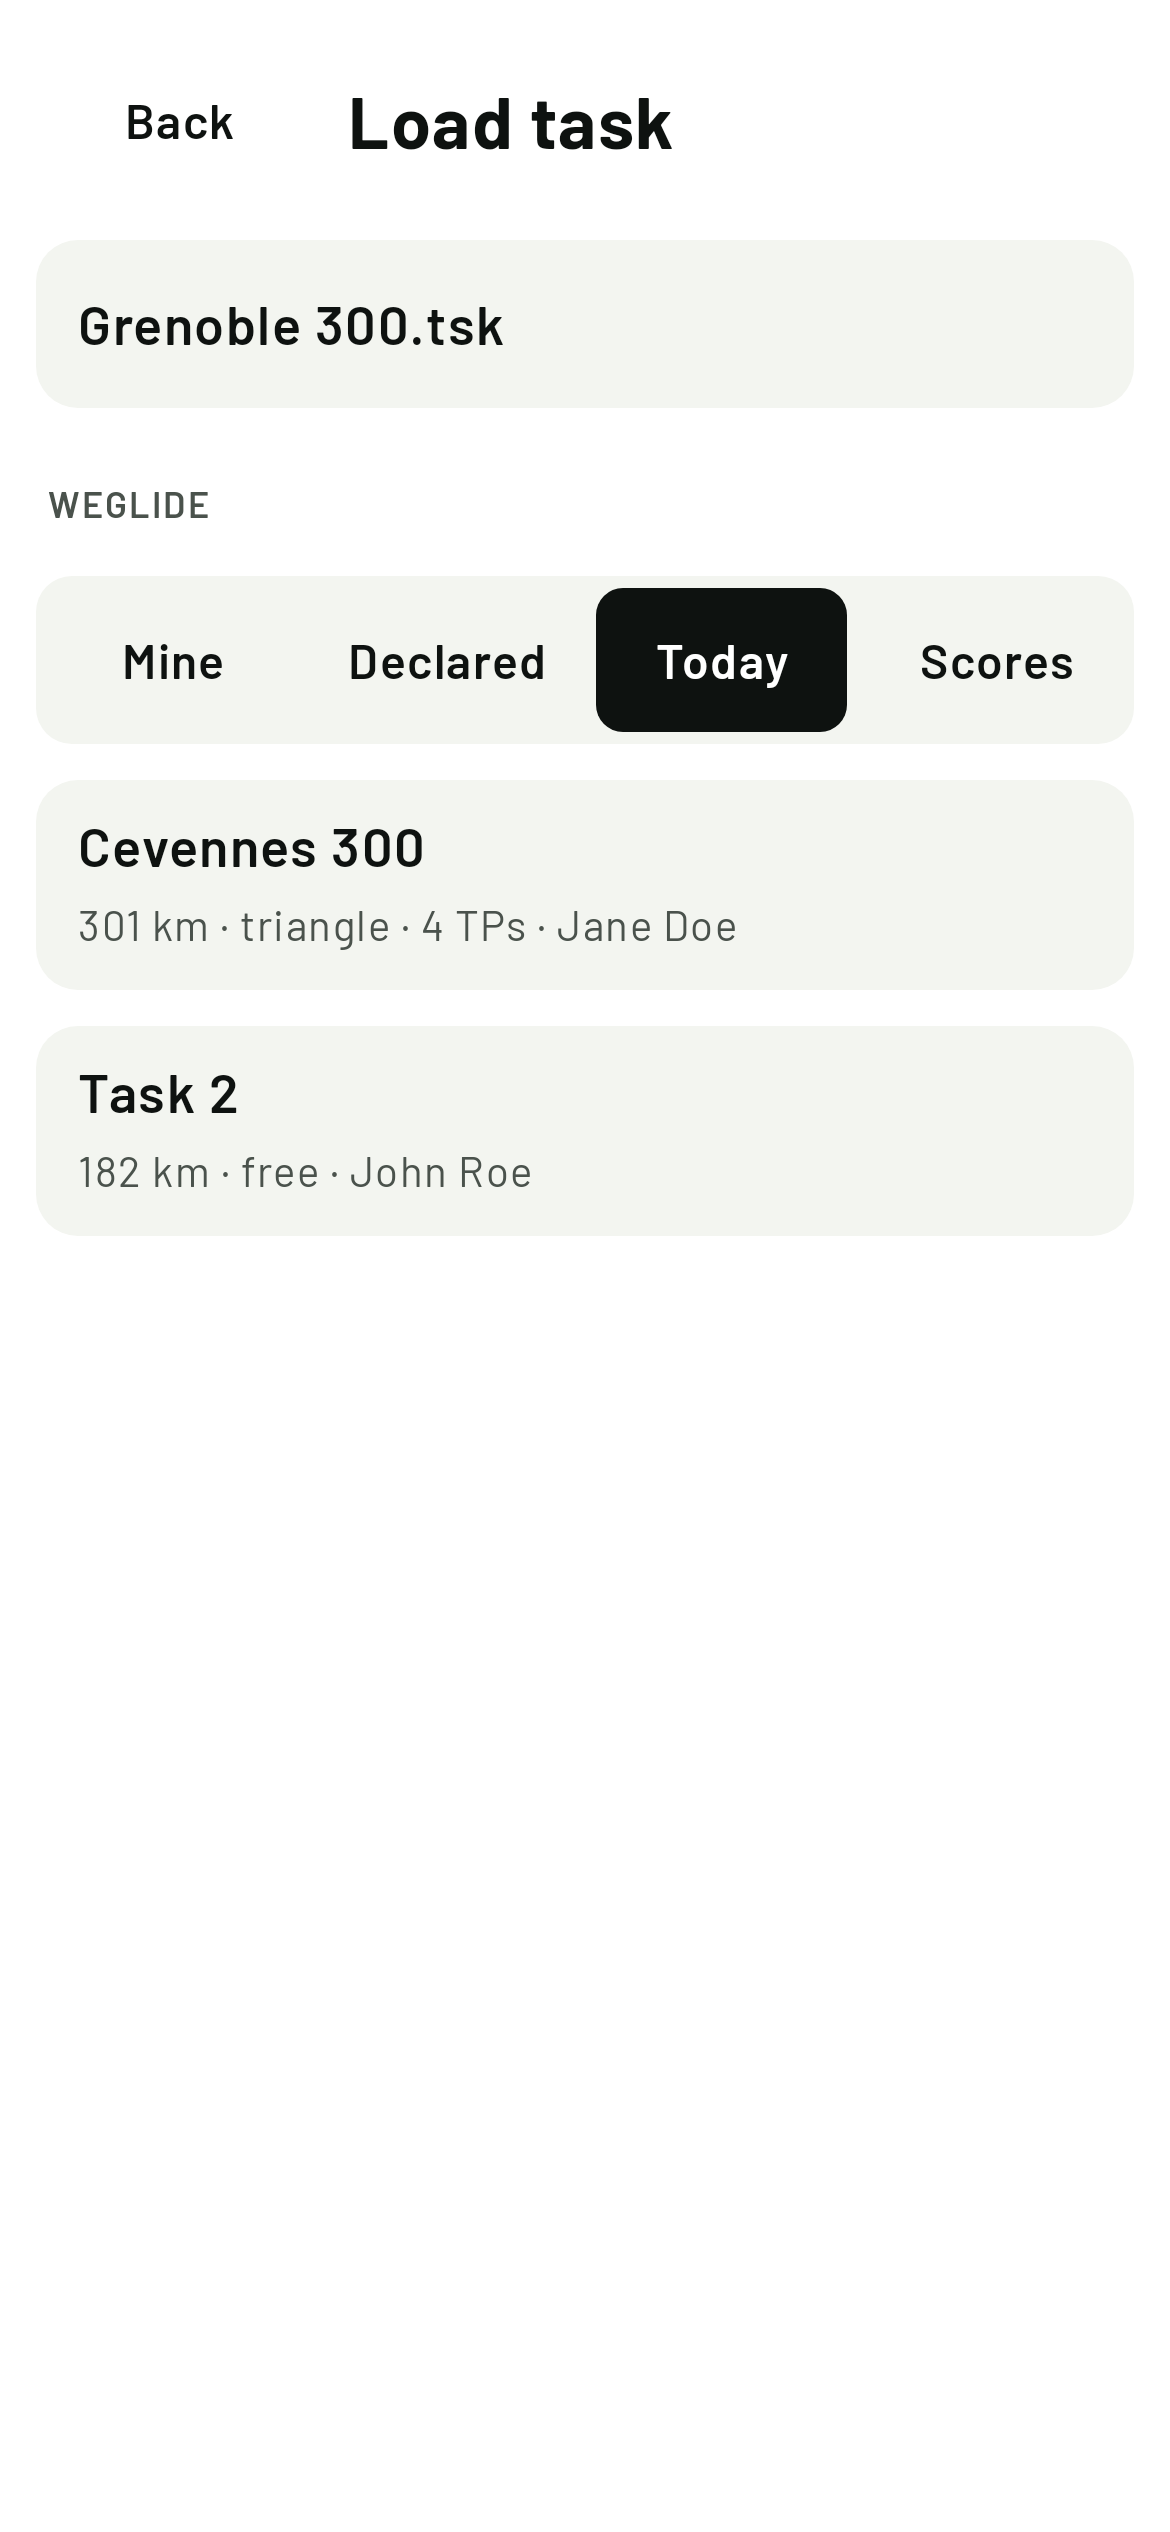 Back
Load task
Grenoble 300.tsk
WEGLIDE
Mine
Declared
Today
Scores
Cevennes 300
301 km · triangle · 4 TPs · Jane Doe
Task 2
182 km · free · John Roe